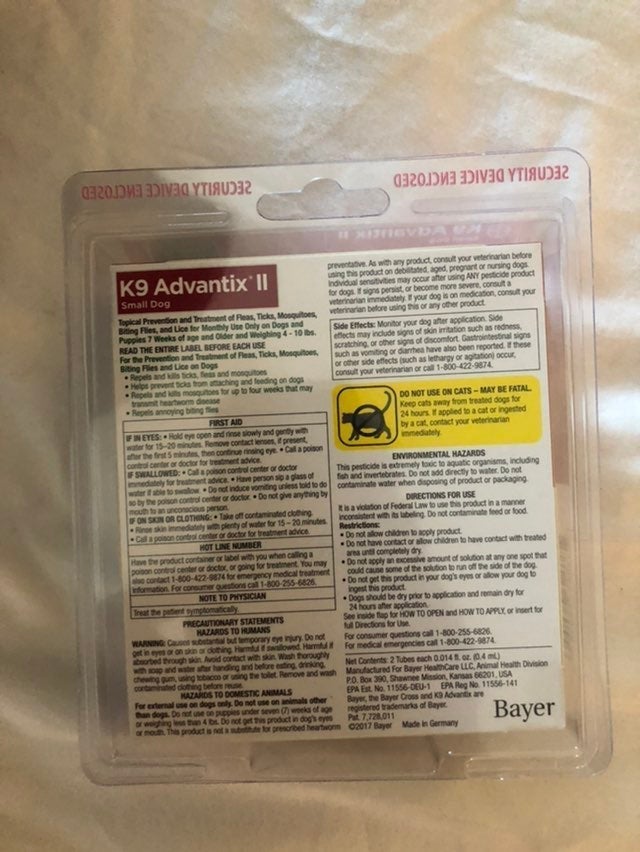 SECURITY DEVICE ENCLOSED
SECURITY DEVICE ENCLOSED
K9 Advantix II
Small Dog
Topical Prevention and Treatment of Fleas, Ticks, Mosquitoes,
Biting Flies, and Lice for Monthly Use Only on Dogs and
Puppies 7 Weeks of age and Older and Weighing 4 - 10 lbs.
READ THE ENTIRE LABEL BEFORE EACH USE
For the Prevention and Treatment of Fleas, Ticks, Mosquitoes,
Biting Flies and Lice on Dogs
• Repels and kills ticks, fleas and mosquitoes
• Helps prevent ticks from attaching and feeding on dogs
• Repels and kills mosquitoes for up to four weeks that may
transmit heartworm disease
• Repels annoying biting flies
FIRST AID
IF IN EYES: • Hold eye open and rinse slowly and gently with
water for 15–20 minutes. Remove contact lenses, if present,
after the first 5 minutes, then continue rinsing eye. • Call a poison
control center or doctor for treatment advice.
IF SWALLOWED: • Call a poison control center or doctor
immediately for treatment advice. • Have person sip a glass of
water if able to swallow. • Do not induce vomiting unless told to do
so by the poison control center or doctor. • Do not give anything by
mouth to an unconscious person.
IF ON SKIN OR CLOTHING: • Take off contaminated clothing.
• Rinse skin immediately with plenty of water for 15 – 20 minutes.
• Call a poison control center or doctor for treatment advice.
HOT LINE NUMBER
Have the product container or label with you when calling a
poison control center or doctor, or going for treatment. You may
also contact 1-800-422-9874 for emergency medical treatment
information. For consumer questions call 1-800-255-6826.
NOTE TO PHYSICIAN
Treat the patient symptomatically.
PRECAUTIONARY STATEMENTS
HAZARDS TO HUMANS
WARNING: Causes substantial but temporary eye injury. Do not
get in eyes or on skin or clothing. Harmful if swallowed. Harmful if
absorbed through skin. Avoid contact with skin. Wash thoroughly
with soap and water after handling and before eating, drinking,
chewing gum, using tobacco or using the toilet. Remove and wash
contaminated clothing before reuse.
HAZARDS TO DOMESTIC ANIMALS
For external use on dogs only. Do not use on animals other
than dogs. Do not use on puppies under seven (7) weeks of age
or weighing less than 4 lbs. Do not get this product in dog's eyes
or mouth. This product is not a substitute for prescribed heartworm
preventative. As with any product, consult your veterinarian before
using this product on debilitated, aged, pregnant or nursing dogs.
Individual sensitivities may occur after using ANY pesticide product
for dogs. If signs persist, or become more severe, consult a
veterinarian immediately. If your dog is on medication, consult your
veterinarian before using this or any other product.
Side Effects: Monitor your dog after application. Side
effects may include signs of skin irritation such as redness,
scratching, or other signs of discomfort. Gastrointestinal signs
such as vomiting or diarrhea have also been reported. If these
or other side effects (such as lethargy or agitation) occur,
consult your veterinarian or call 1-800-422-9874.
DO NOT USE ON CATS – MAY BE FATAL.
Keep cats away from treated dogs for
24 hours. If applied to a cat or ingested
by a cat, contact your veterinarian
immediately.
ENVIRONMENTAL HAZARDS
This pesticide is extremely toxic to aquatic organisms, including
fish and invertebrates. Do not add directly to water. Do not
contaminate water when disposing of product or packaging.
DIRECTIONS FOR USE
It is a violation of Federal Law to use this product in a manner
inconsistent with its labeling. Do not contaminate feed or food.
Restrictions:
• Do not allow children to apply product.
• Do not have contact or allow children to have contact with treated
area until completely dry.
• Do not apply an excessive amount of solution at any one spot that
could cause some of the solution to run off the side of the dog.
• Do not get this product in your dog's eyes or allow your dog to
ingest this product.
• Dogs should be dry prior to application and remain dry for
24 hours after application.
See inside flap for HOW TO OPEN and HOW TO APPLY, or insert for
full Directions for Use.
For consumer questions call 1-800-255-6826.
For medical emergencies call 1-800-422-9874.
Net Contents: 2 Tubes each 0.014 fl. oz. (0.4 mL)
Manufactured For Bayer HealthCare LLC, Animal Health Division
P.O. Box 390, Shawnee Mission, Kansas 66201, USA
EPA Est. No. 11556-DEU-1 EPA Reg No. 11556-141
Bayer, the Bayer Cross and K9 Advantix are
registered trademarks of Bayer.
Pat. 7,728,011
©2017 Bayer Made in Germany
Bayer